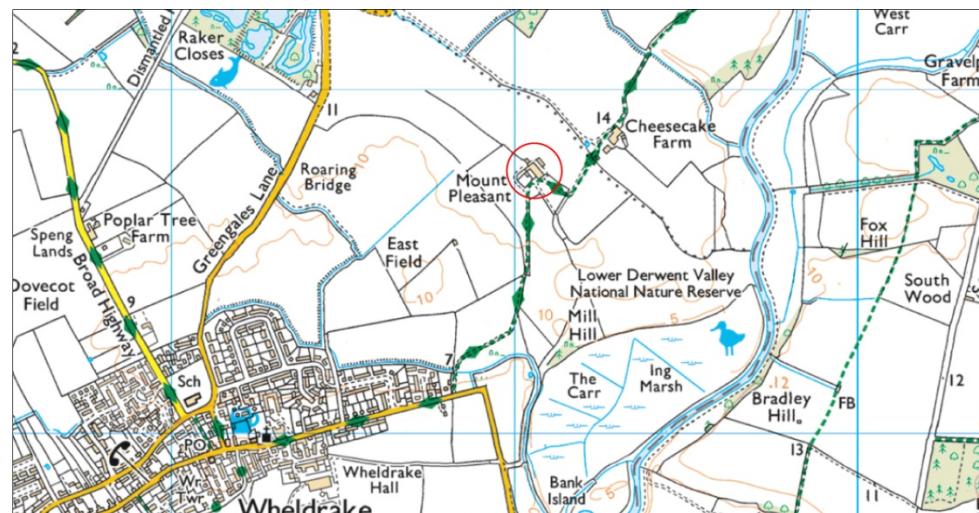 2
Raker
Closes
Dismantled
11
West
Carr
Farm
14
Cheesecake
Farm
Roaring
Bridge
10
Mount
Pleasant
Greengales Lane
Poplar Tree
Farm
Speng
Lands
East
Field
Fox
Hill
Dovecot
Field
Broad Highway
9
10
Lower Derwent Valley
National Nature Reserve
10
South
Wood
10
Mill
Hill
5
7
Sch
The
Carr
Ing
Marsh
12
Bradley
Hill
FB
12
PO
13
Wr
Twr
Wheldrake
Hall
Bank
Island
5
11
Wheldrake